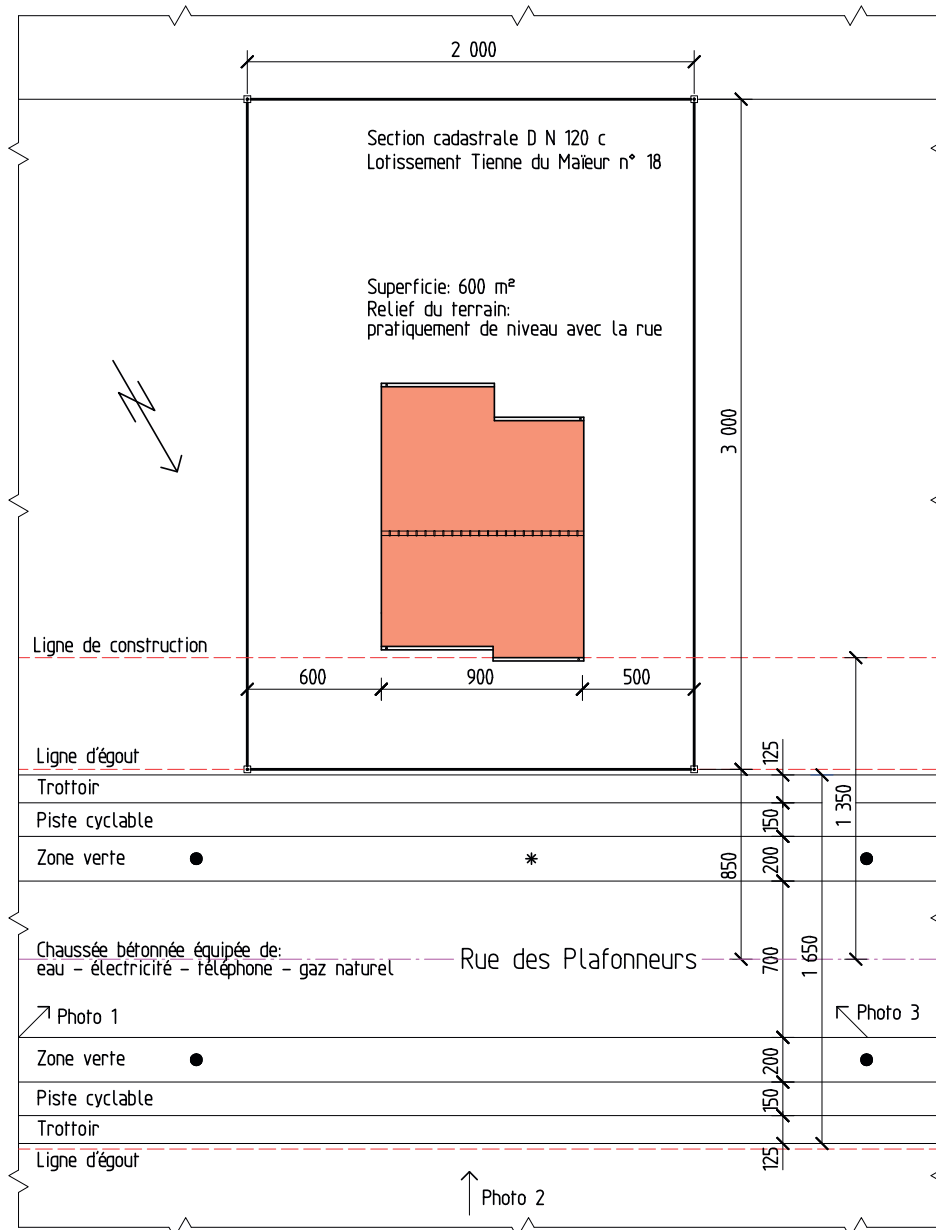 2 000
Section cadastrale D N 120 c
Lotissement Tienne du Maïeur n° 18
Superficie: 600 m²
Relief du terrain:
pratiquement de niveau avec la rue
3 000
Ligne de construction
600
900
500
Ligne d'égout
125
Trottoir
1 350
Piste cyclable
150
Zone verte
850
200
Chaussée bétonnée équipée de:
eau – électricité – téléphone – gaz naturel
Rue des Plafonneurs
700
1 650
Photo 1
Photo 3
Zone verte
200
Piste cyclable
150
Trottoir
Ligne d'égout
125
Photo 2